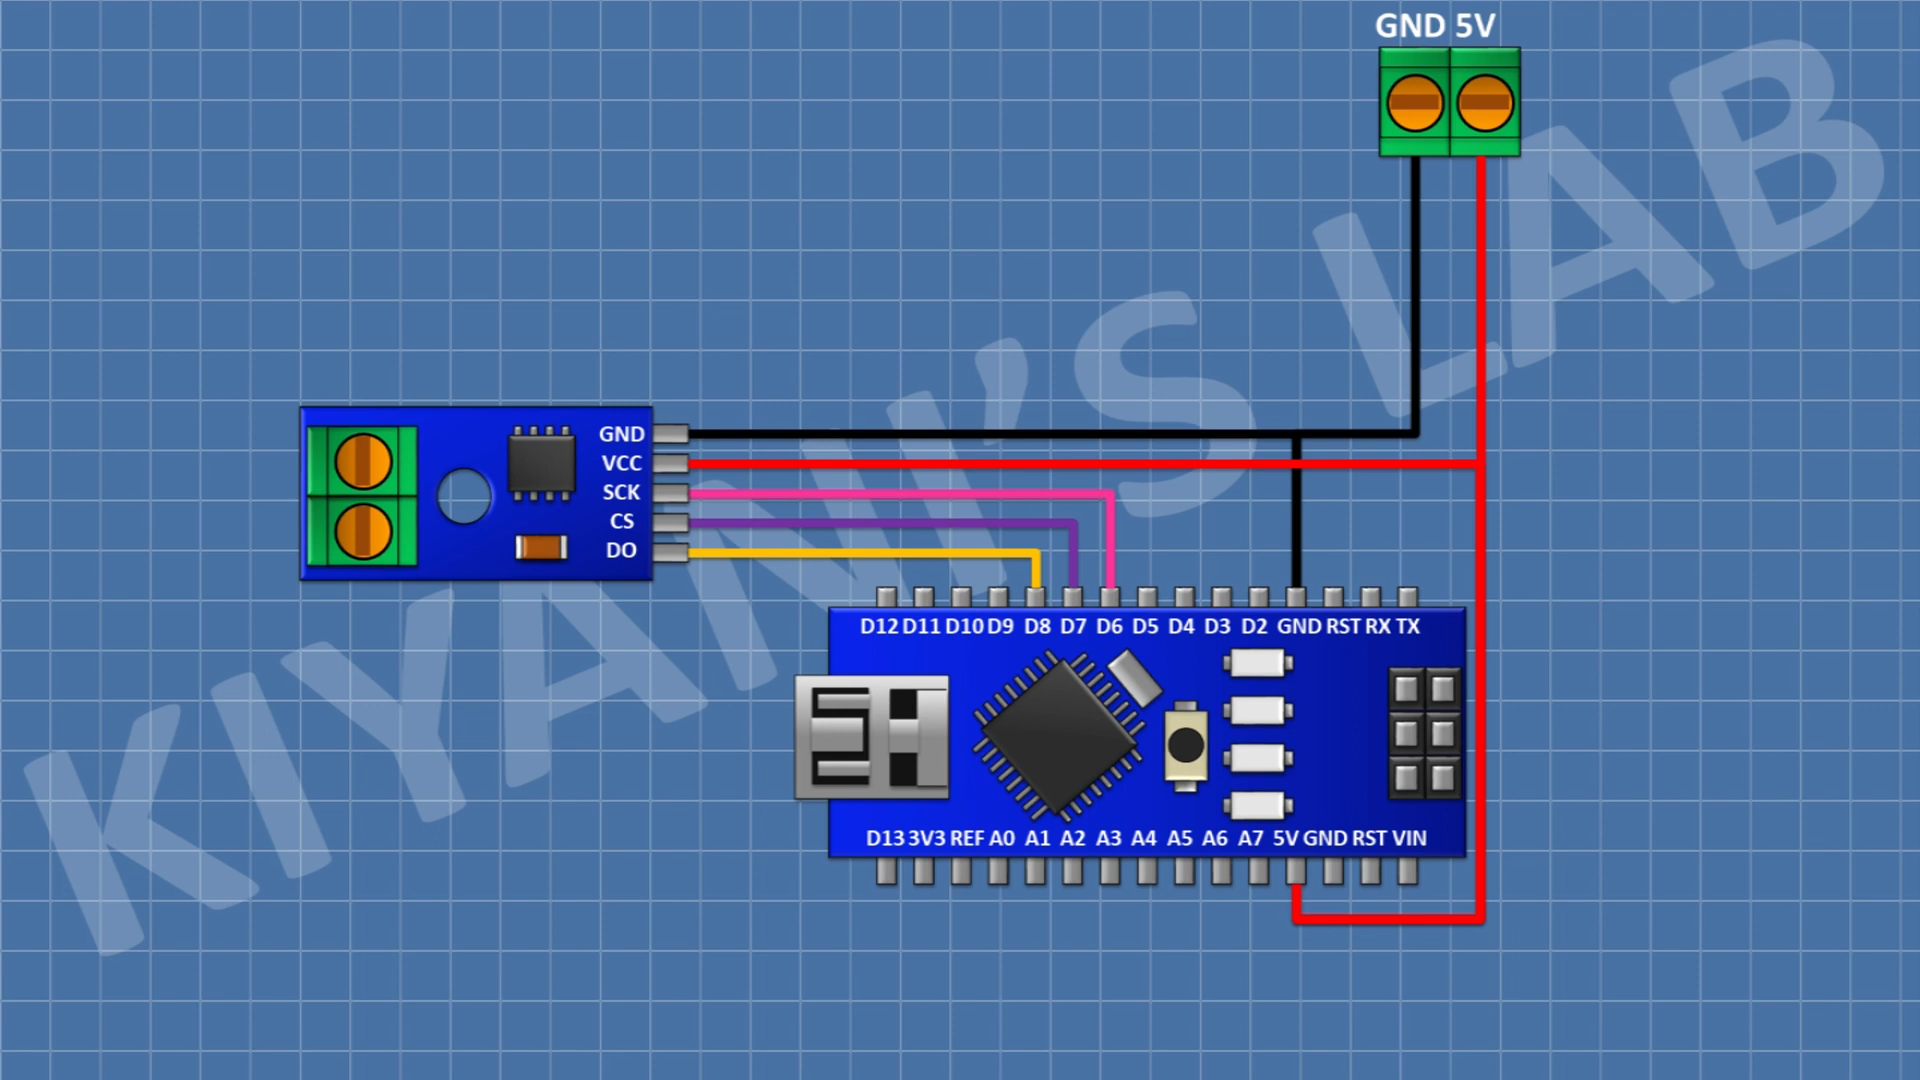 GND 5V
GND
VCC
SCK
CS
DO
D12 D11 D10 D9 D8 D7 D6 D5 D4 D3 D2 GND RST RX TX
D13 3V3 REF A0 A1 A2 A3 A4 A5 A6 A7 5V GND RST VIN
KIYANI'S LAB